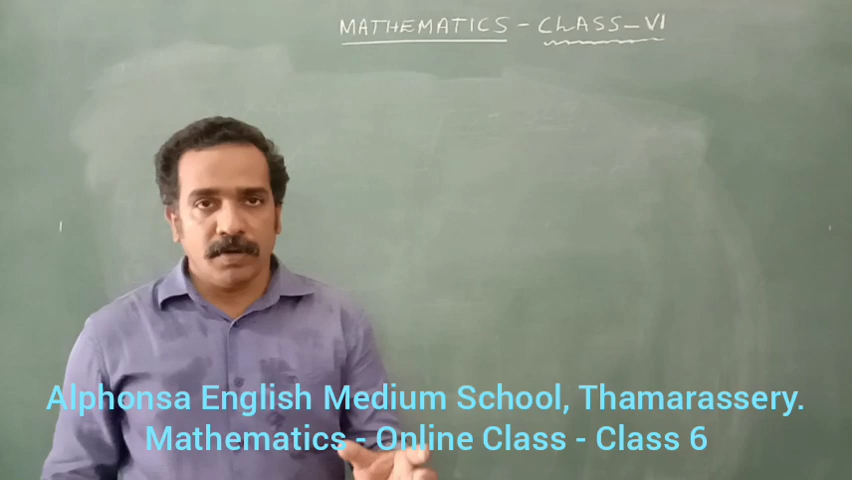 MATHEMATICS - CLASS - VI
Alphonsa English Medium School, Thamarassery.
Mathematics - Online Class - Class 6